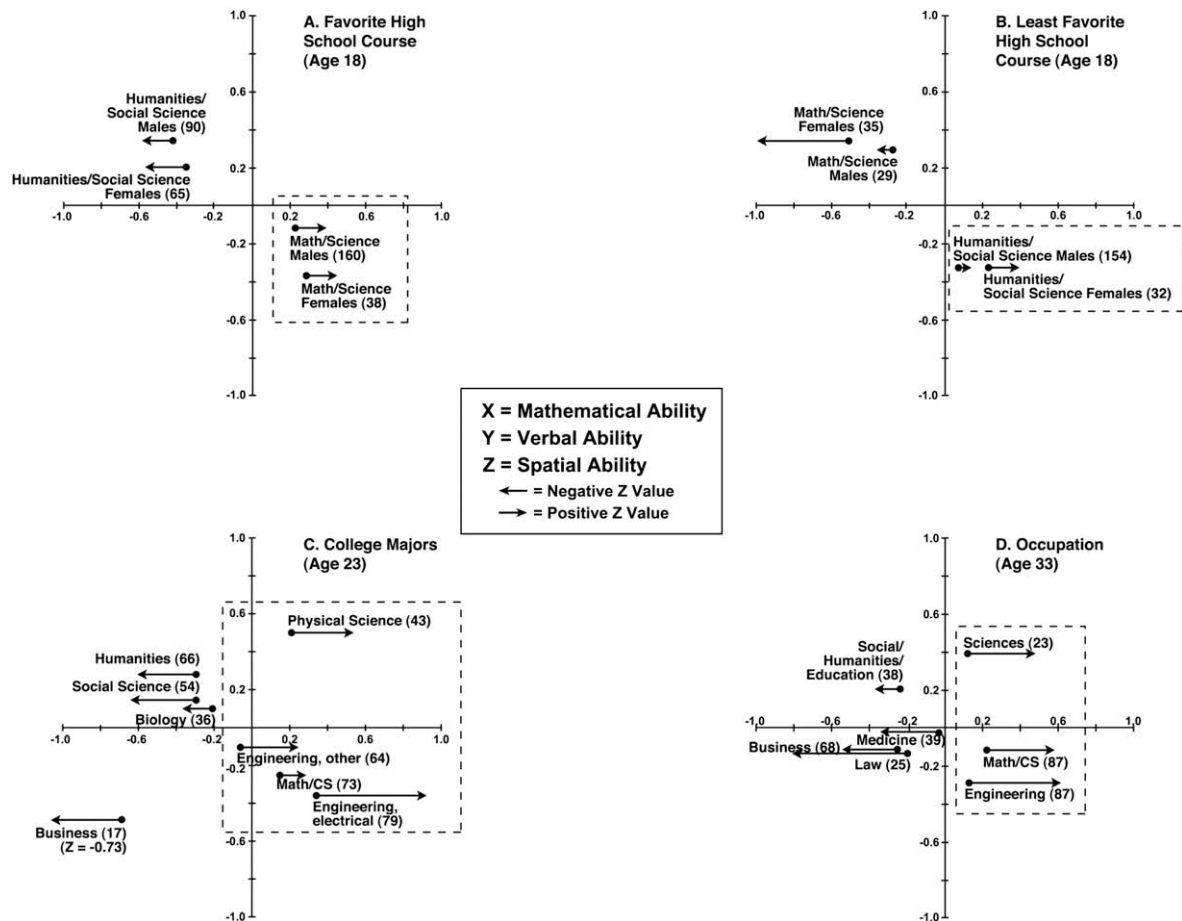 A. Favorite High
School Course
(Age 18)
1.0
0.6
0.2
-1.0
-0.6
-0.2
0.2
0.6
1.0
-0.2
-0.6
-1.0
Humanities/
Social Science
Males (90)
Humanities/Social Science
Females (65)
Math/Science
Males (160)
Math/Science
Females (38)
B. Least Favorite
High School
Course (Age 18)
1.0
0.6
0.2
-1.0
-0.6
-0.2
0.2
0.6
1.0
-0.2
-0.6
-1.0
Math/Science
Females (35)
Math/Science
Males (29)
Humanities/
Social Science Males (154)
Humanities/
Social Science Females (32)
X = Mathematical Ability
Y = Verbal Ability
Z = Spatial Ability
= Negative Z Value
= Positive Z Value
C. College Majors
(Age 23)
1.0
0.6
0.2
-1.0
-0.6
-0.2
0.2
0.6
1.0
-0.2
-0.6
-1.0
Physical Science (43)
Humanities (66)
Social Science (54)
Biology (36)
Engineering, other (64)
Math/CS (73)
Engineering,
electrical (79)
Business (17)
(Z = -0.73)
D. Occupation
(Age 33)
1.0
0.6
0.2
-1.0
-0.6
-0.2
0.2
0.6
1.0
-0.2
-0.6
-1.0
Sciences (23)
Social/
Humanities/
Education (38)
Medicine (39)
Business (68)
Law (25)
Math/CS (87)
Engineering (87)